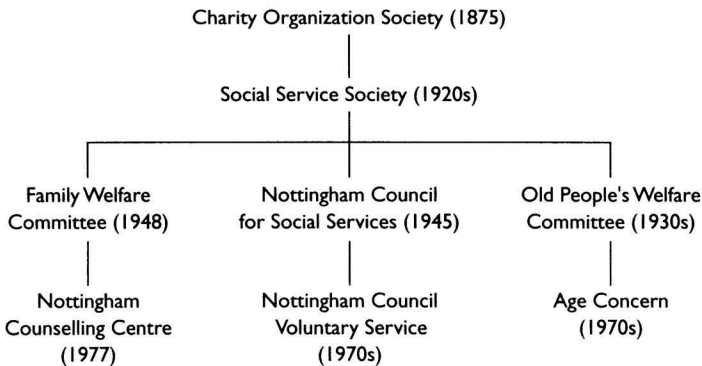 Charity Organization Society (1875)
Social Service Society (1920s)
Family Welfare
Committee (1948)
Nottingham Council
for Social Services (1945)
Old People's Welfare
Committee (1930s)
Nottingham
Counselling Centre
(1977)
Nottingham Council
Voluntary Service
(1970s)
Age Concern
(1970s)